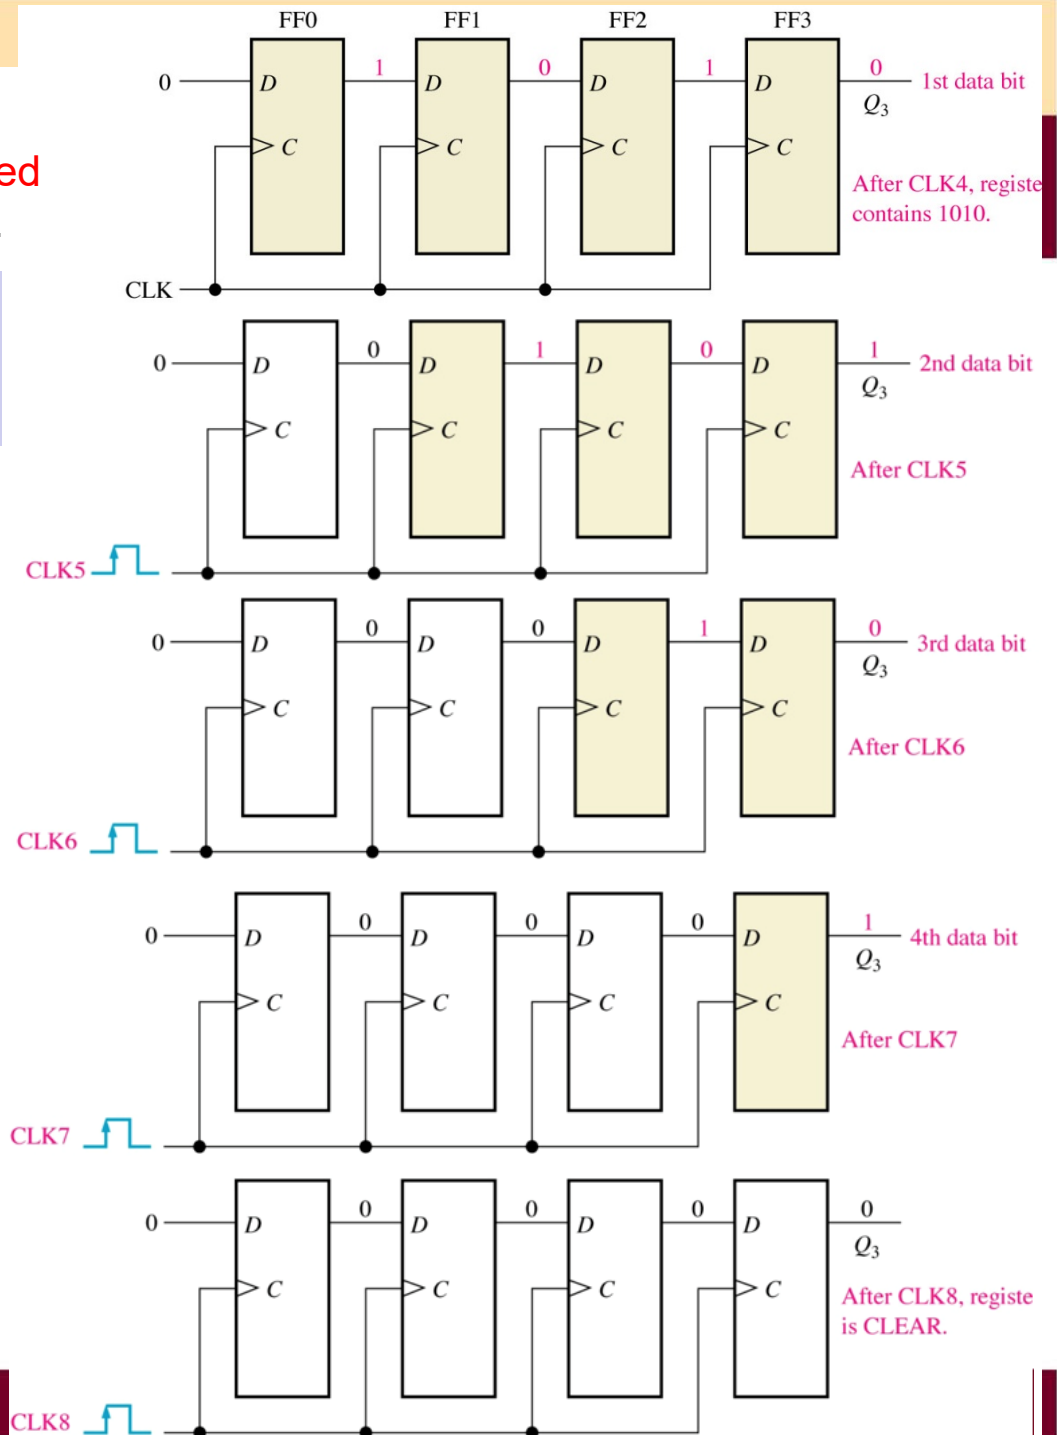 FF0 FF1 FF2 FF3
0 D 1 D 0 D 1 D 0 1st data bit
Q3
C C C C
ed
After CLK4, registe
contains 1010.
CLK
0 D 0 D 1 D 0 D 1 2nd data bit
Q3
C C C C
After CLK5
CLK5
0 D 0 D 0 D 1 D 0 3rd data bit
Q3
C C C C
After CLK6
CLK6
0 D 0 D 0 D 0 D 1 4th data bit
Q3
C C C C
After CLK7
CLK7
0 D 0 D 0 D 0 D 0
Q3
C C C C
After CLK8, registe
is CLEAR.
CLK8